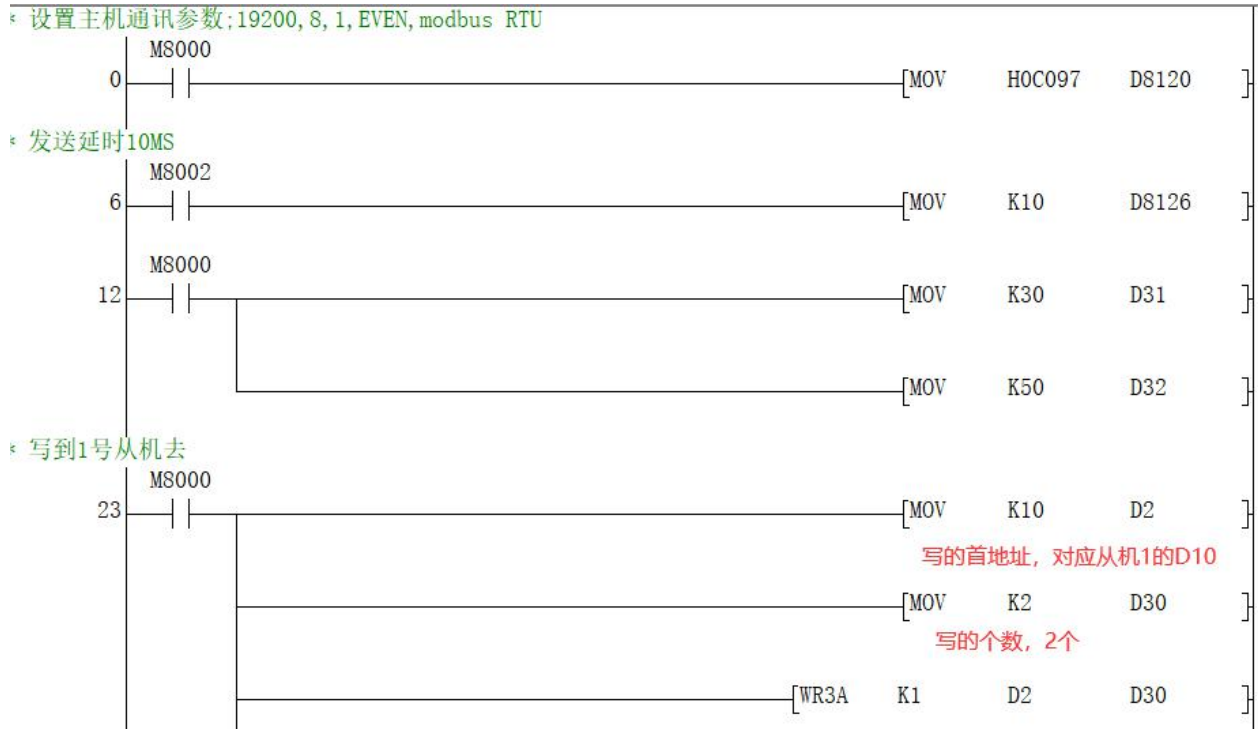 * 设置主机通讯参数;19200,8,1,EVEN,modbus RTU
M8000
0 [MOV H0C097 D8120 ]
* 发送延时10MS
M8002
6 [MOV K10 D8126 ]
M8000
12 [MOV K30 D31 ]
[MOV K50 D32 ]
* 写到1号从机去
M8000
23 [MOV K10 D2 ]
写的首地址，对应从机1的D10
[MOV K2 D30 ]
写的个数，2个
[WR3A K1 D2 D30 ]